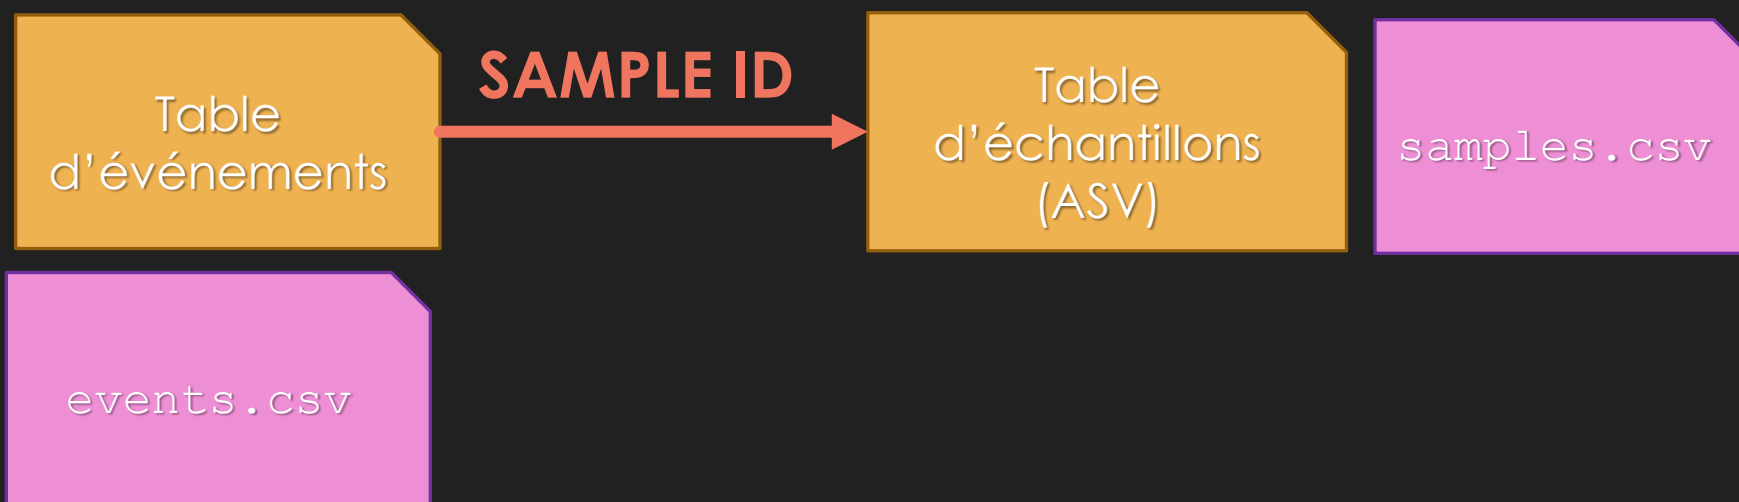 Table
d’événements
SAMPLE ID
Table
d’échantillons
(ASV)
samples.csv
events.csv